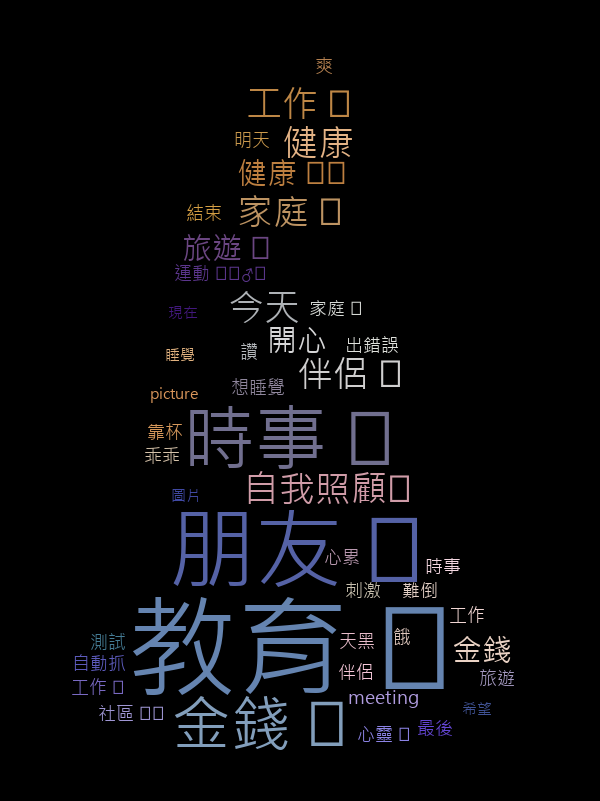 爽
工作 
明天 健康
健康 
結束 家庭 
旅遊 
運動 ♂
現在 今天 家庭 
開心 出錯誤
睡覺 讚
想睡覺 伴侶 
picture
時事 
靠杯
乖乖
自我照顧
圖片
朋友 
心累 時事
刺激 難倒
教育 
工作
測試 天黑 餓 金錢
自動抓 伴侶 旅遊
工作 
meeting
社區 金錢 希望
心靈 最後